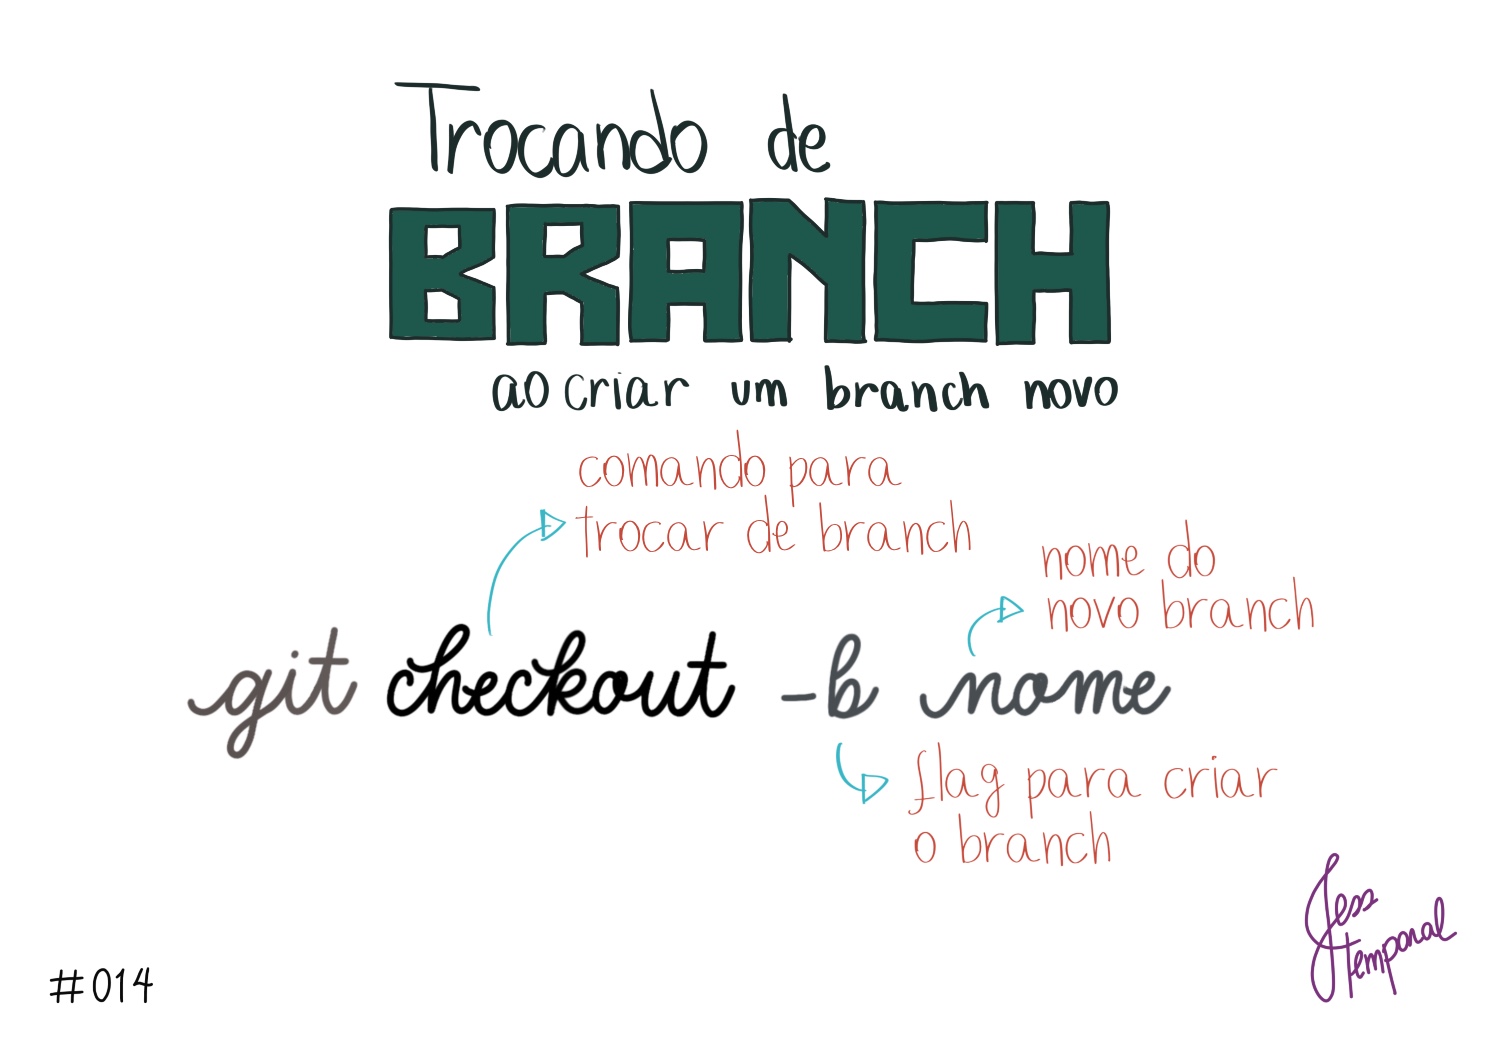 Trocando de
BRANCH
ao criar um branch novo
comando para
trocar de branch
nome do
novo branch
git checkout -b nome
flag para criar
o branch
Jess
temporal
#014